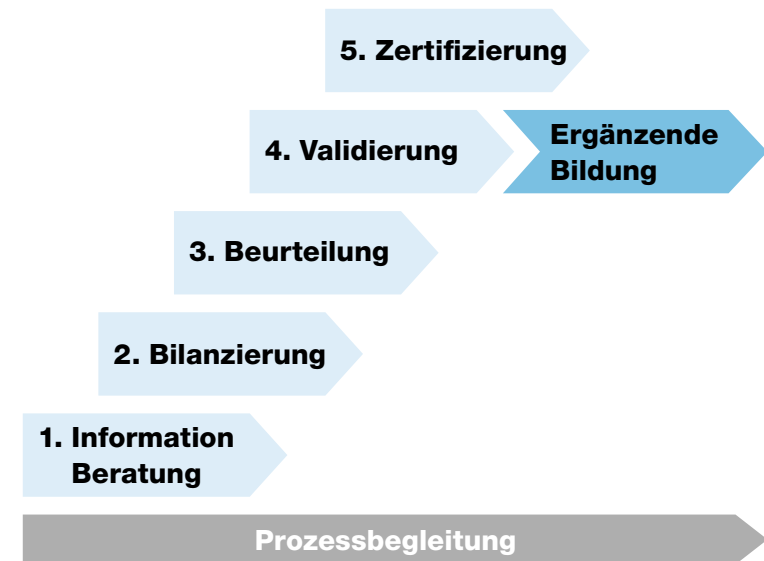 5. Zertifizierung
4. Validierung
Ergänzende
Bildung
3. Beurteilung
2. Bilanzierung
1. Information
Beratung
Prozessbegleitung